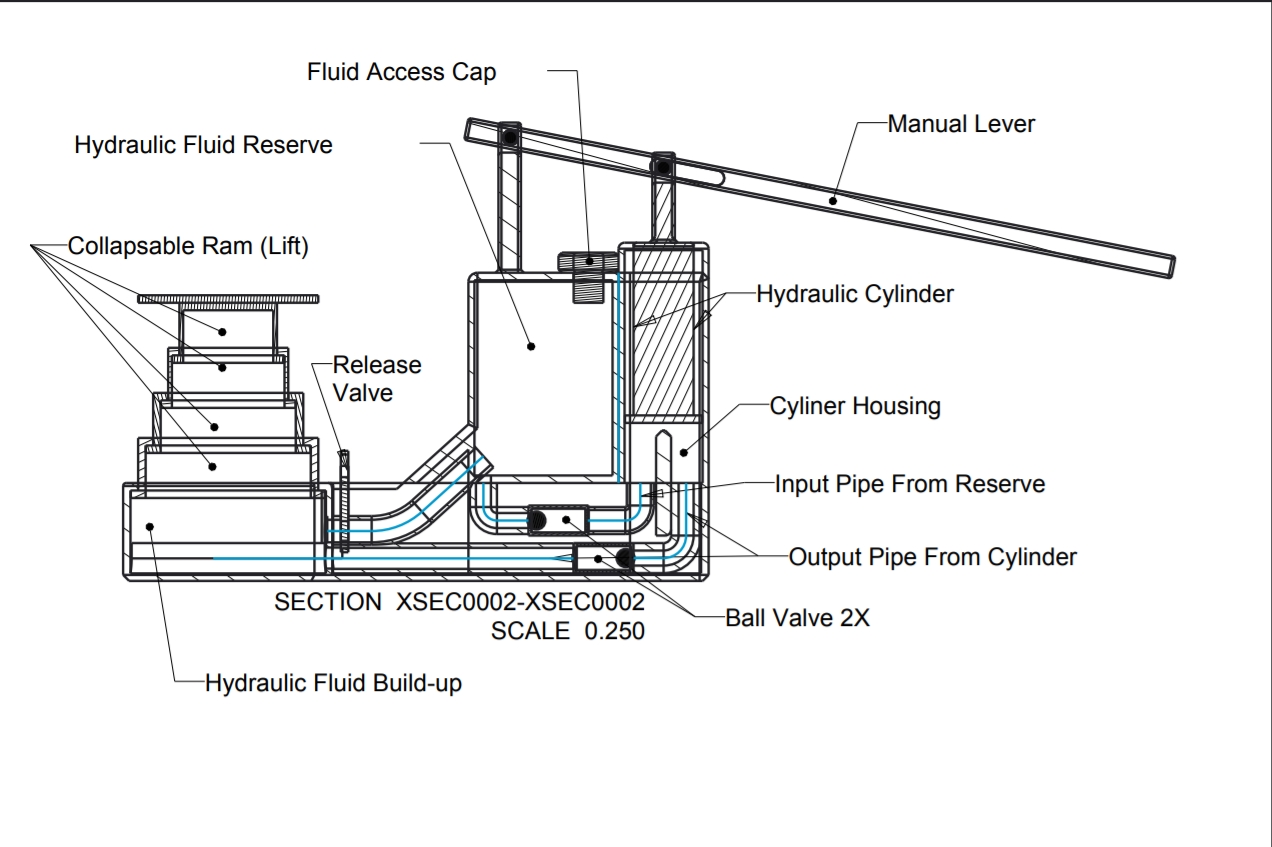 Fluid Access Cap
Manual Lever
Hydraulic Fluid Reserve
Collapsable Ram (Lift)
Hydraulic Cylinder
Release
Valve
Cyliner Housing
Input Pipe From Reserve
Output Pipe From Cylinder
SECTION XSEC0002-XSEC0002
SCALE 0.250
Ball Valve 2X
Hydraulic Fluid Build-up